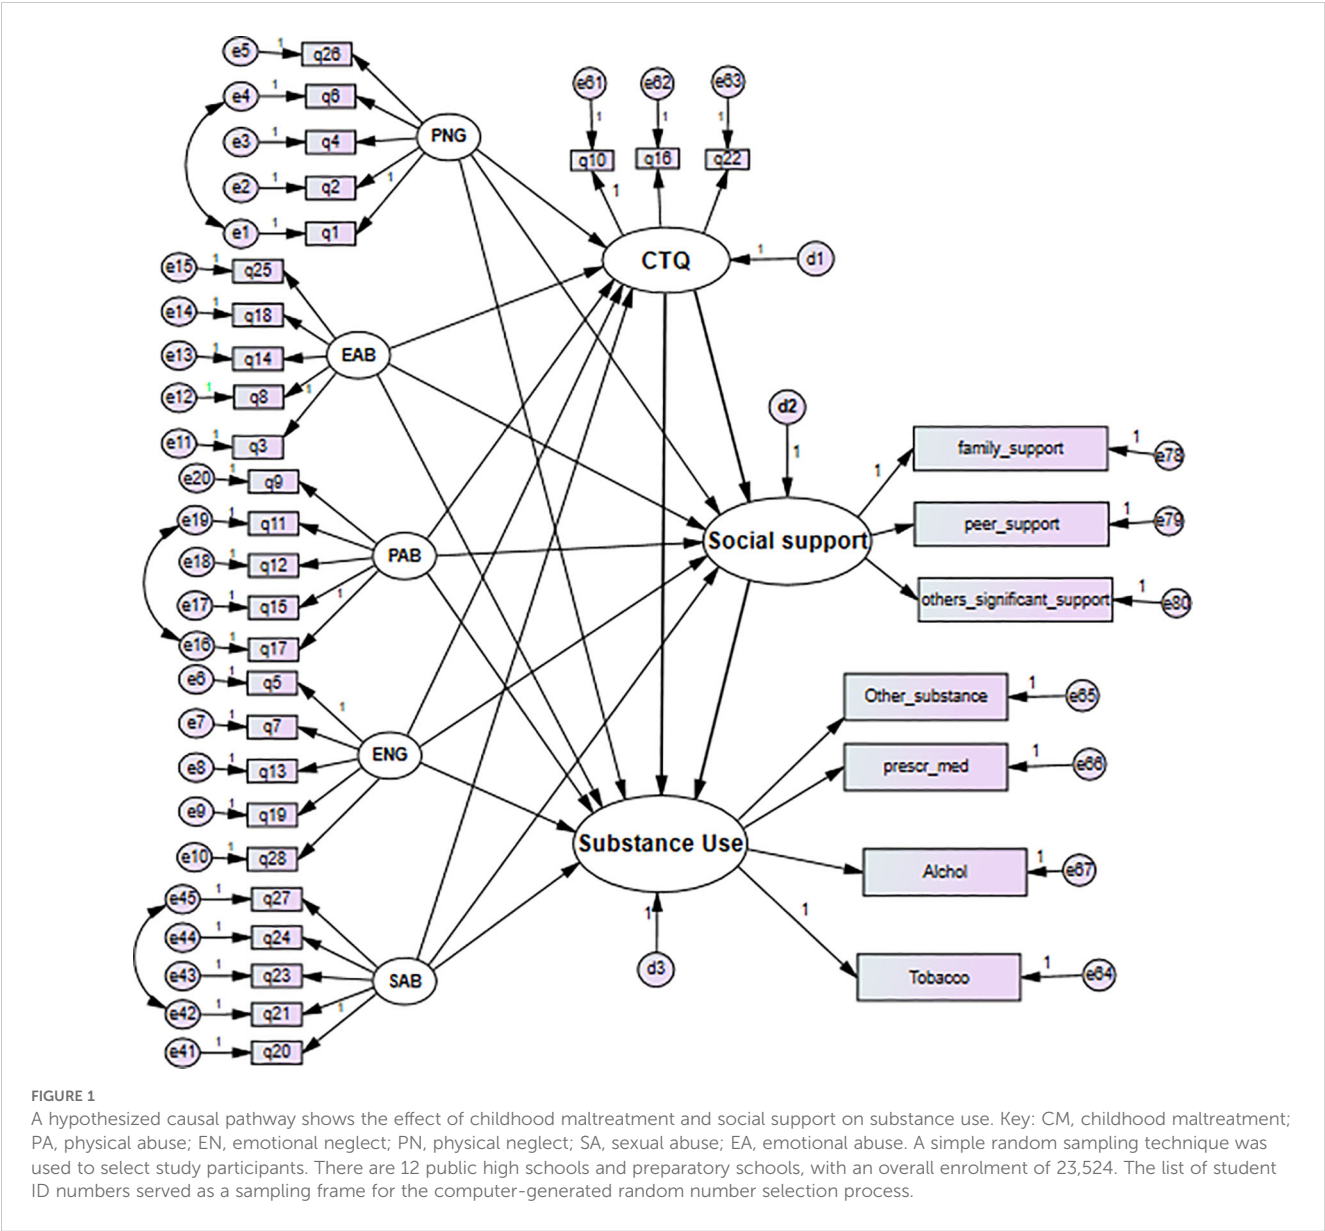 e5 1 q26
e4 1 q6
e3 1 q4
e2 1 q2
e1 1 q1
1
PNG
e15 1 q25
e14 1 q18
e13 1 q14
e12 1 q8
e11 1 q3
1
EAB
e20 1 q9
e19 1 q11
e18 1 q12
e17 1 q15
e16 1 q17
1
PAB
e6 1 q5
e7 1 q7
e8 1 q13
e9 1 q19
e10 1 q28
1
ENG
e45 1 q27
e44 1 q24
e43 1 q23
e42 1 q21
e41 1 q20
1
SAB
e61 e62 e63
1 1 1
q10 q16 q22
1
CTQ 1 d1
d2
1
Social support
1
family_support 1 e78
peer_support 1 e79
others_significant_support 1 e80
Other_substance 1 e65
prescr_med 1 e66
Substance Use
Alchol 1 e67
1
Tobacco 1 e64
1
d3
FIGURE 1
A hypothesized causal pathway shows the effect of childhood maltreatment and social support on substance use. Key: CM, childhood maltreatment;
PA, physical abuse; EN, emotional neglect; PN, physical neglect; SA, sexual abuse; EA, emotional abuse. A simple random sampling technique was
used to select study participants. There are 12 public high schools and preparatory schools, with an overall enrolment of 23,524. The list of student
ID numbers served as a sampling frame for the computer-generated random number selection process.